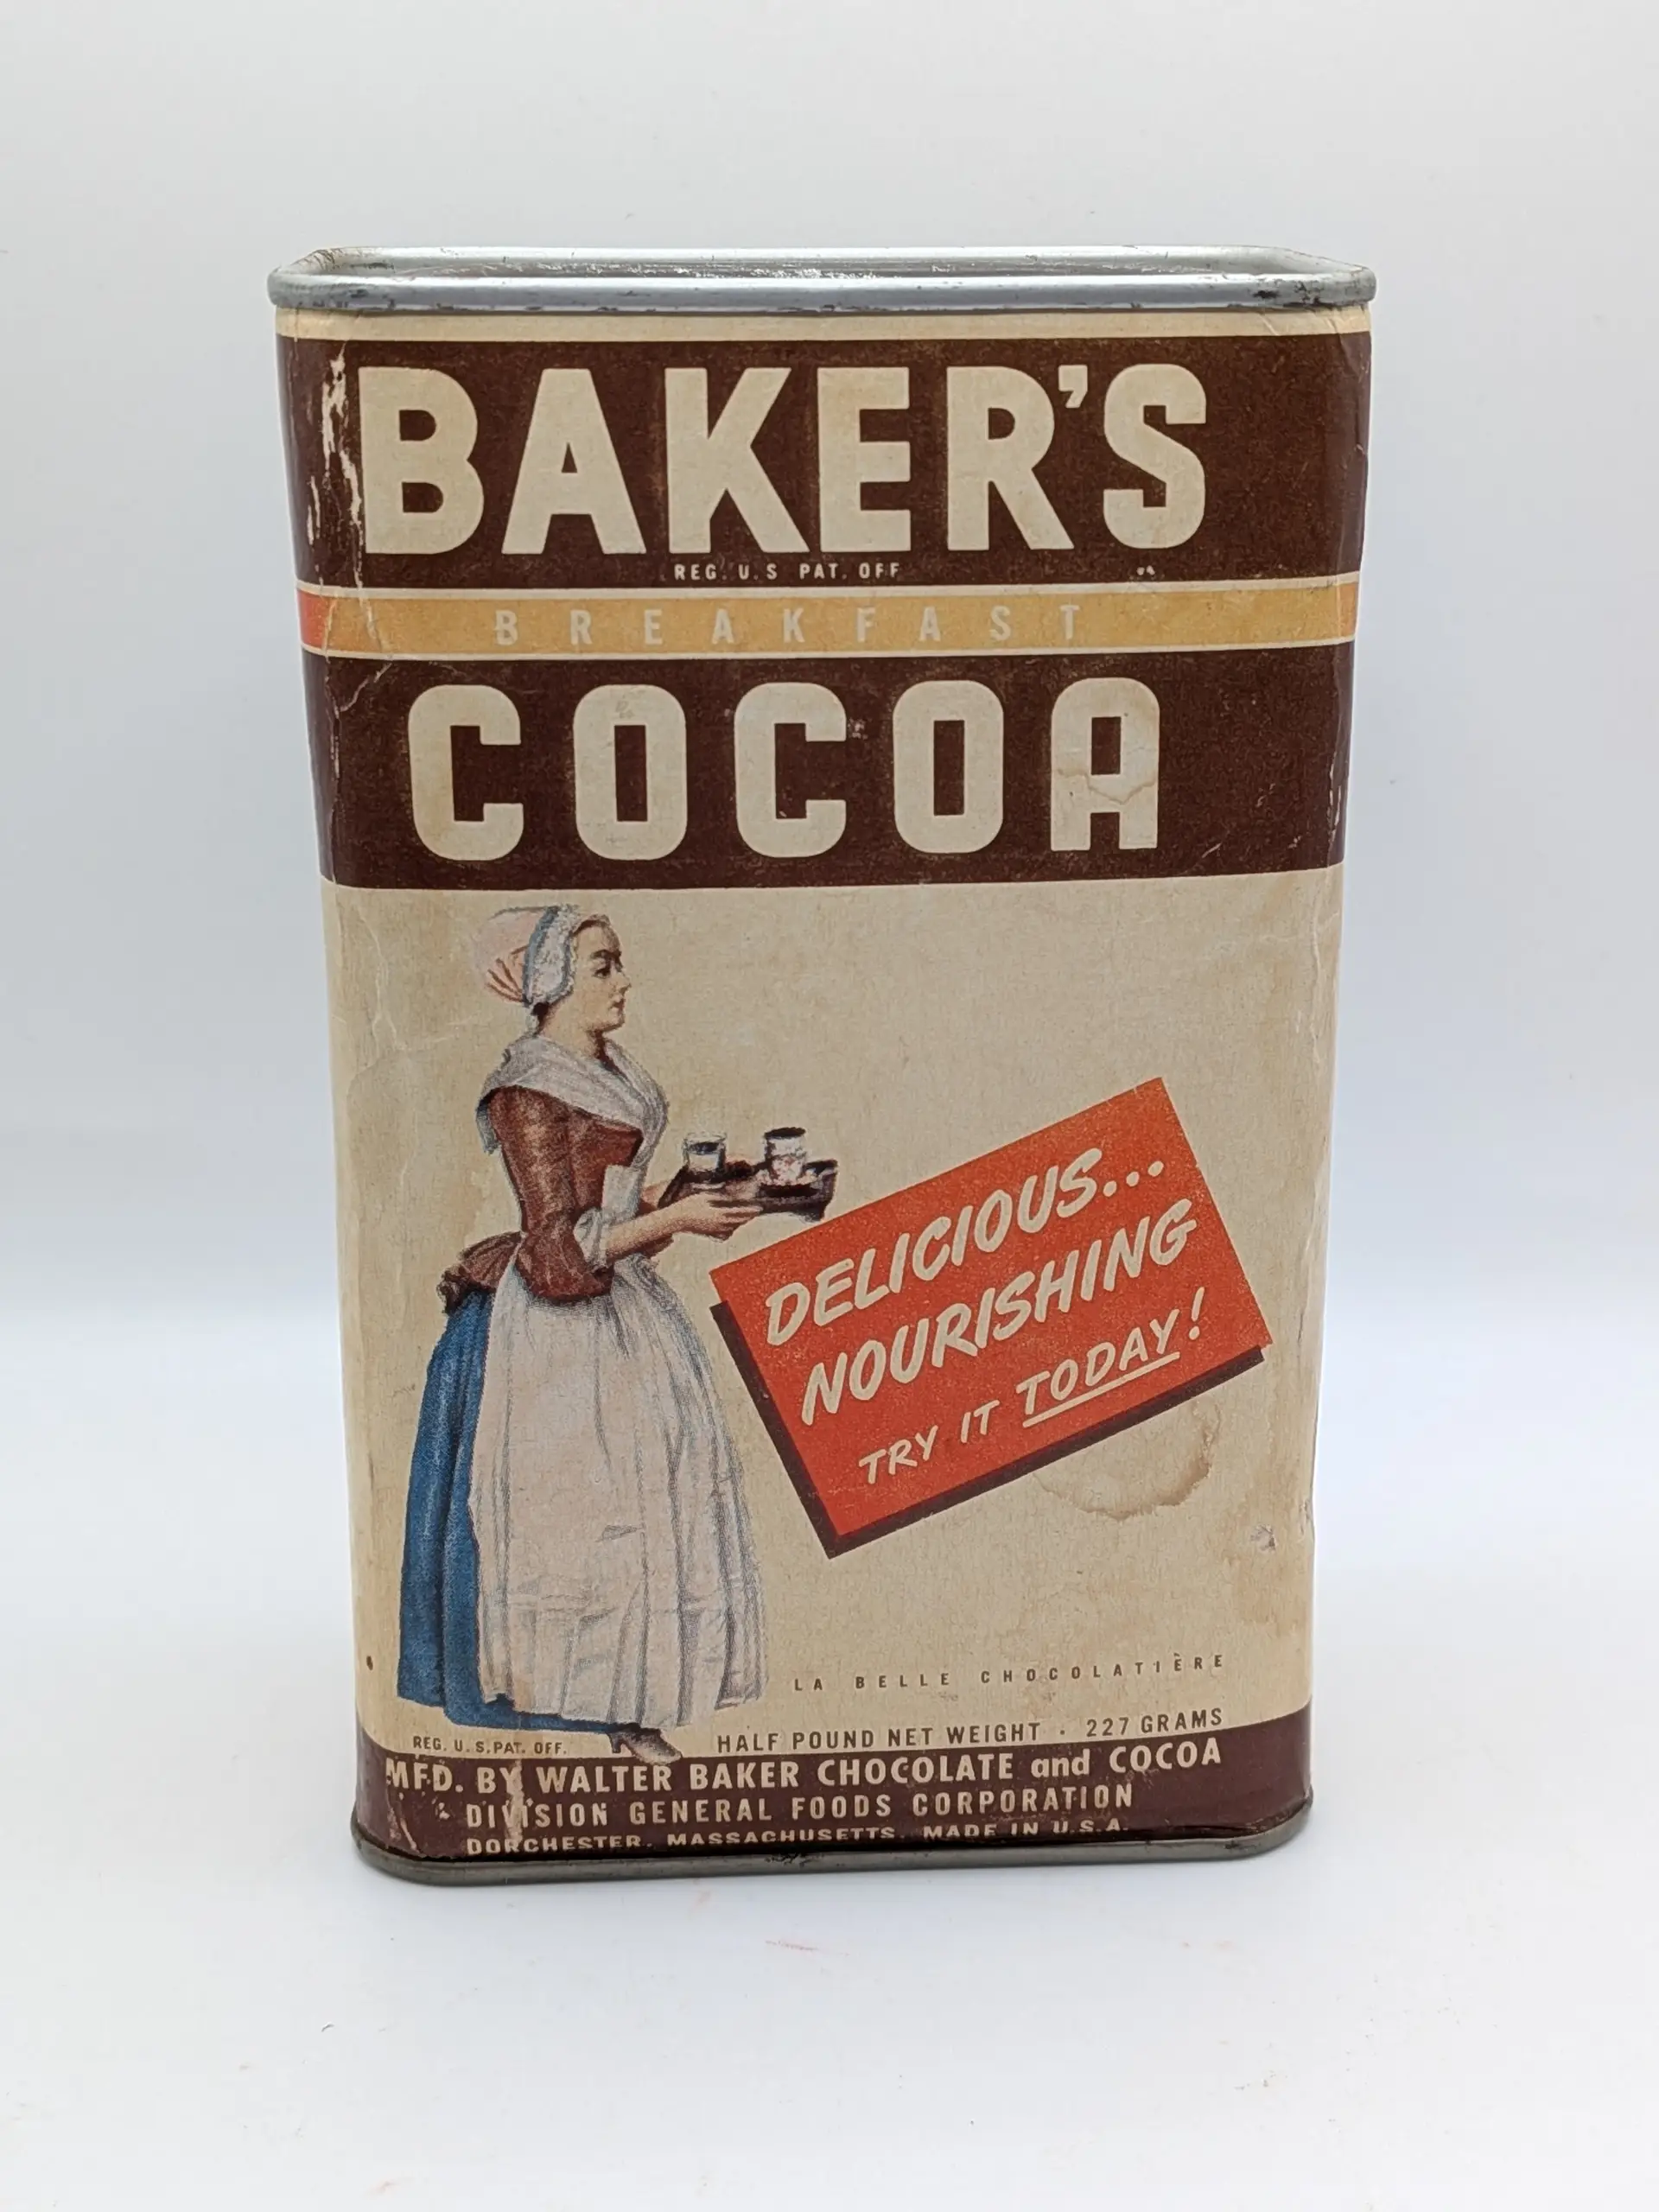 BAKER'S
REG. U.S PAT. OFF
BREAKFAST
COCOA
DELICIOUS...
NOURISHING
TRY IT TODAY!
LA BELLE CHOCOLATIÈRE
REG. U.S. PAT. OFF.
HALF POUND NET WEIGHT · 227 GRAMS
MFD. BY WALTER BAKER CHOCOLATE and COCOA
DIVISION GENERAL FOODS CORPORATION
DORCHESTER, MASSACHUSETTS. MADE IN U.S.A.